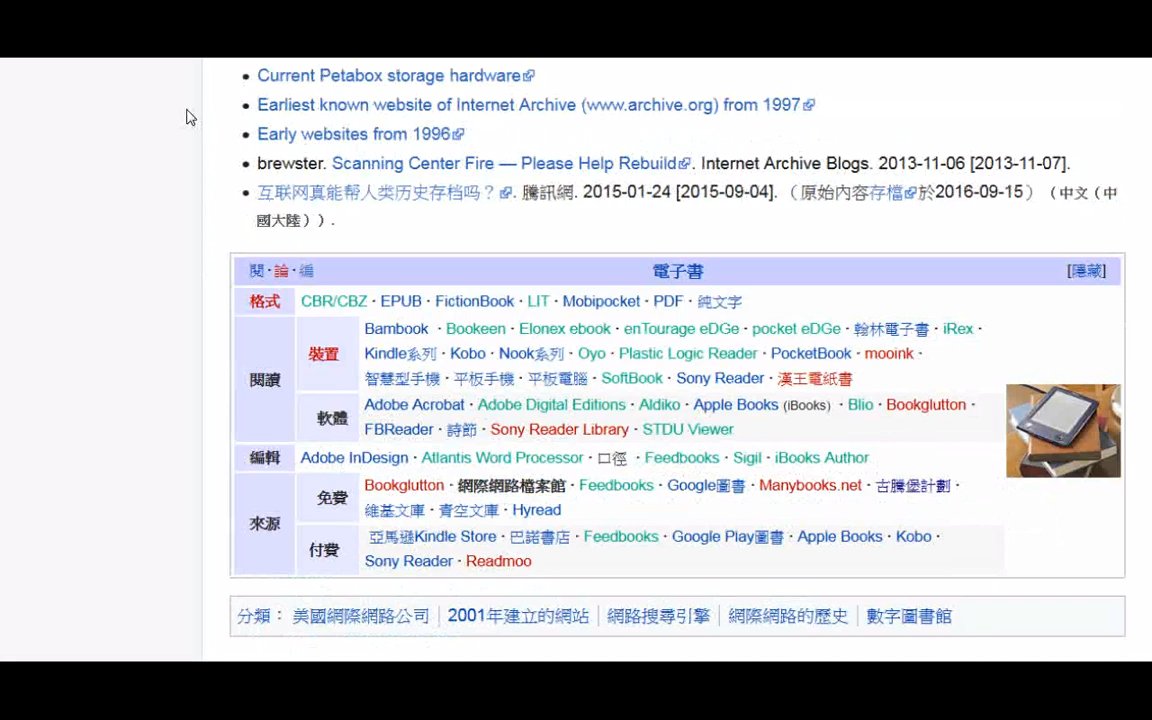 Current Petabox storage hardware
Earliest known website of Internet Archive (www.archive.org) from 1997
Early websites from 1996
brewster. Scanning Center Fire — Please Help Rebuild. Internet Archive Blogs. 2013-11-06 [2013-11-07].
互联网真能帮人类历史存档吗？. 騰訊網. 2015-01-24 [2015-09-04]. （原始內容存檔於2016-09-15）（中文（中
國大陸））.
閱·論·編 電子書 [隱藏]
格式 CBR/CBZ · EPUB · FictionBook · LIT · Mobipocket · PDF · 純文字
閱讀 裝置 Bambook · Bookeen · Elonex ebook · enTourage eDGe · pocket eDGe · 翰林電子書 · iRex ·
Kindle系列 · Kobo · Nook系列 · Oyo · Plastic Logic Reader · PocketBook · mooink ·
智慧型手機 · 平板手機 · 平板電腦 · SoftBook · Sony Reader · 漢王電紙書
軟體 Adobe Acrobat · Adobe Digital Editions · Aldiko · Apple Books (iBooks) · Blio · Bookglutton ·
FBReader · 詩節 · Sony Reader Library · STDU Viewer
編輯 Adobe InDesign · Atlantis Word Processor · 口徑 · Feedbooks · Sigil · iBooks Author
來源 免費 Bookglutton · 網際網路檔案館 · Feedbooks · Google圖書 · Manybooks.net · 古騰堡計劃 ·
維基文庫 · 青空文庫 · Hyread
付費 亞馬遜Kindle Store · 巴諾書店 · Feedbooks · Google Play圖書 · Apple Books · Kobo ·
Sony Reader · Readmoo
分類： 美國網際網路公司 | 2001年建立的網站 | 網路搜尋引擎 | 網際網路的歷史 | 數字圖書館